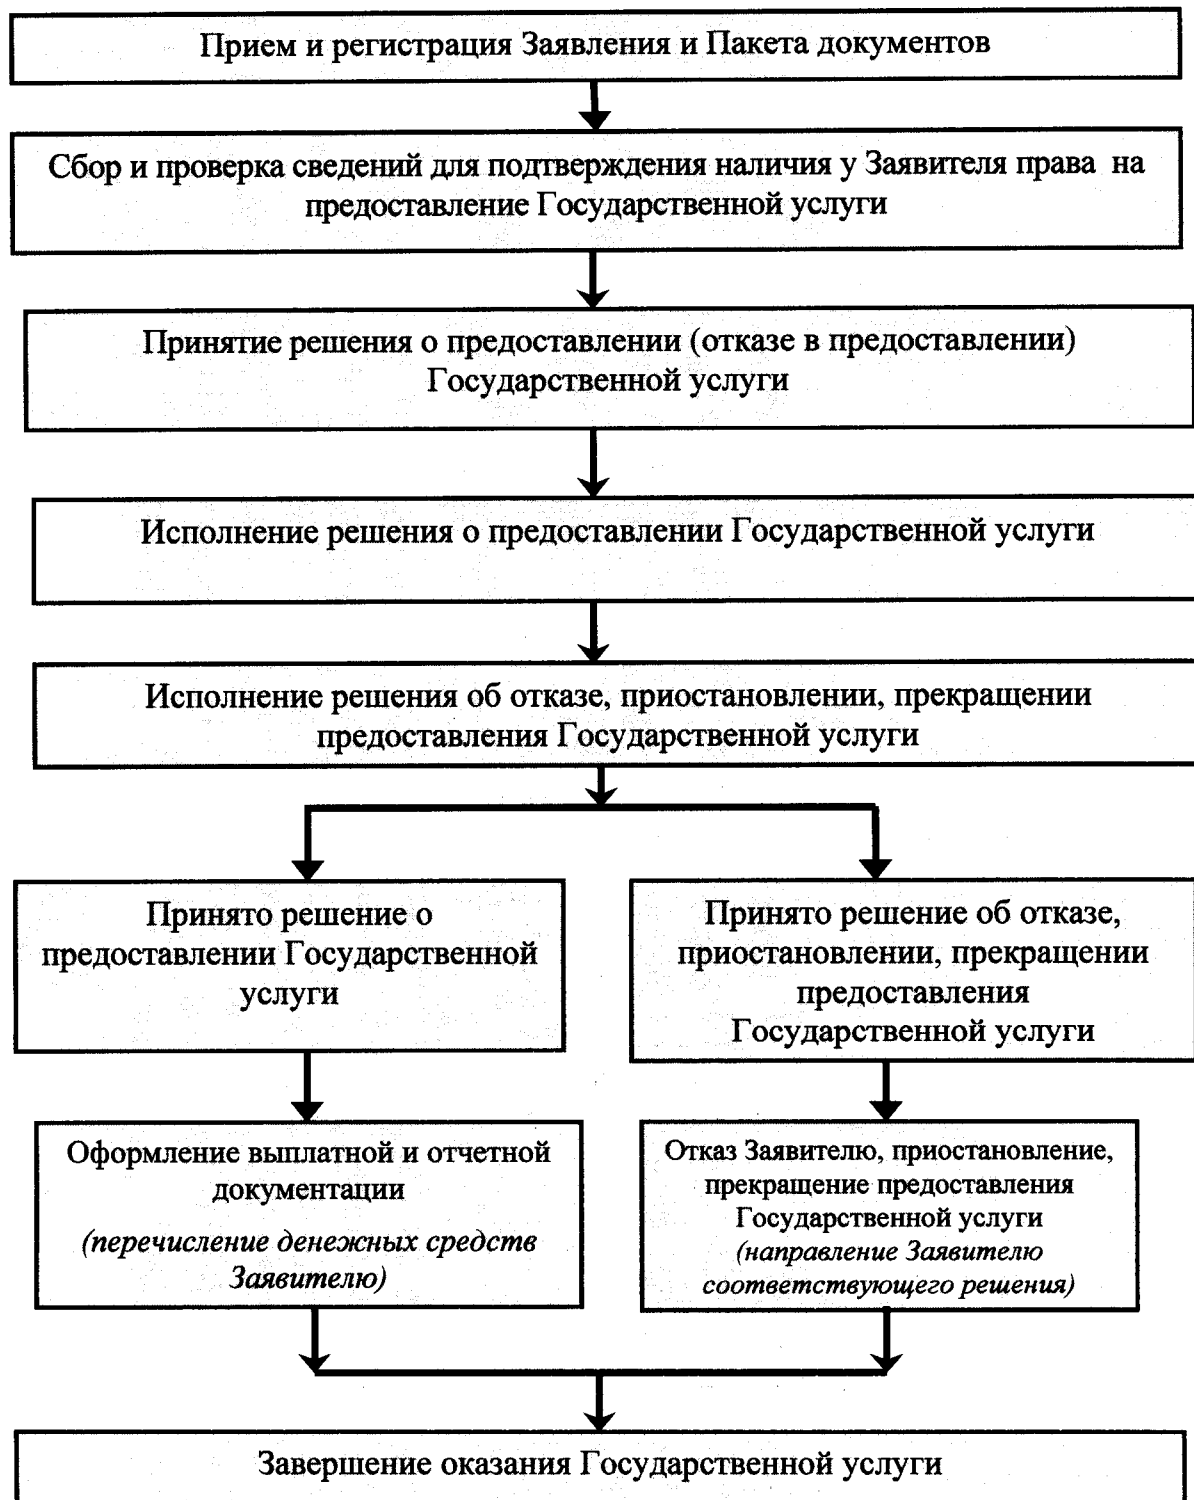 Прием и регистрация Заявления и Пакета документов
Сбор и проверка сведений для подтверждения наличия у Заявителя права на
предоставление Государственной услуги
Принятие решения о предоставлении (отказе в предоставлении)
Государственной услуги
Исполнение решения о предоставлении Государственной услуги
Исполнение решения об отказе, приостановлении, прекращении
предоставления Государственной услуги
Принято решение о
предоставлении Государственной
услуги
Принято решение об отказе,
приостановлении, прекращении
предоставления
Государственной услуги
Оформление выплатной и отчетной
документации
(перечисление денежных средств
Заявителю)
Отказ Заявителю, приостановление,
прекращение предоставления
Государственной услуги
(направление Заявителю
соответствующего решения)
Завершение оказания Государственной услуги